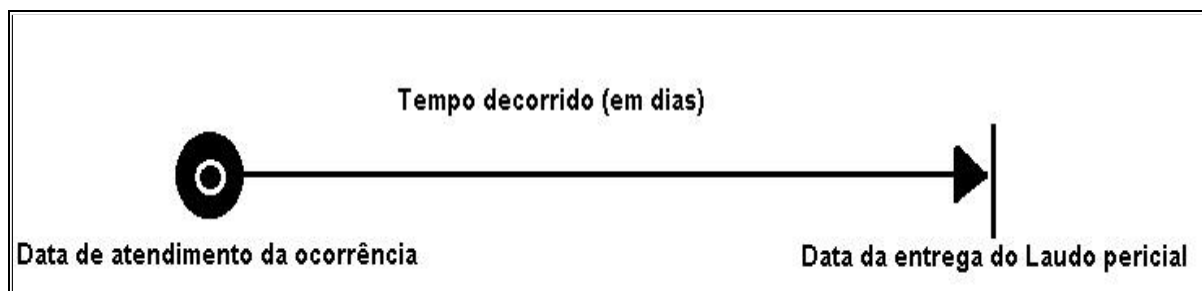 Tempo decorrido (em dias)
Data de atendimento da ocorrência
Data da entrega do Laudo pericial